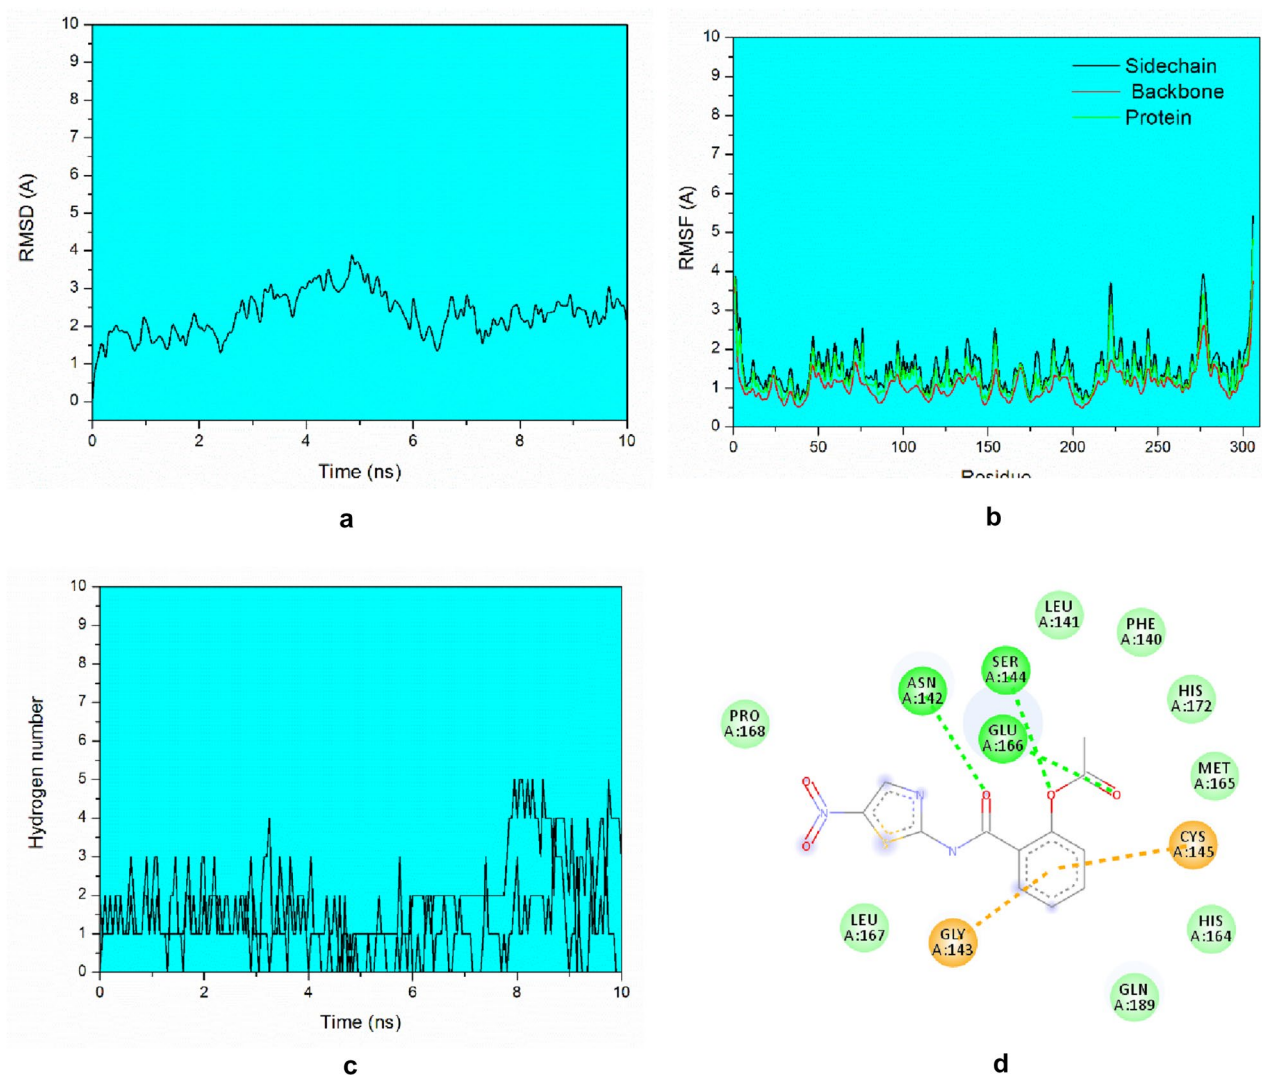 10
9
8
7
6
5
4
3
2
1
0
RMSD (A)
0 2 4 6 8 10
Time (ns)
a
10
9
8
7
6
5
4
3
2
1
0
RMSF (A)
Sidechain
Backbone
Protein
0 50 100 150 200 250 300
Residue
b
10
9
8
7
6
5
4
3
2
1
0
Hydrogen number
0 2 4 6 8 10
Time (ns)
c
LEU
A:141
PHE
A:140
SER
A:144
ASN
A:142
HIS
A:172
PRO
A:168
GLU
A:166
MET
A:165
O
N
O
N
S
N
O
O
O
CYS
A:145
LEU
A:167
GLY
A:143
HIS
A:164
GLN
A:189
d